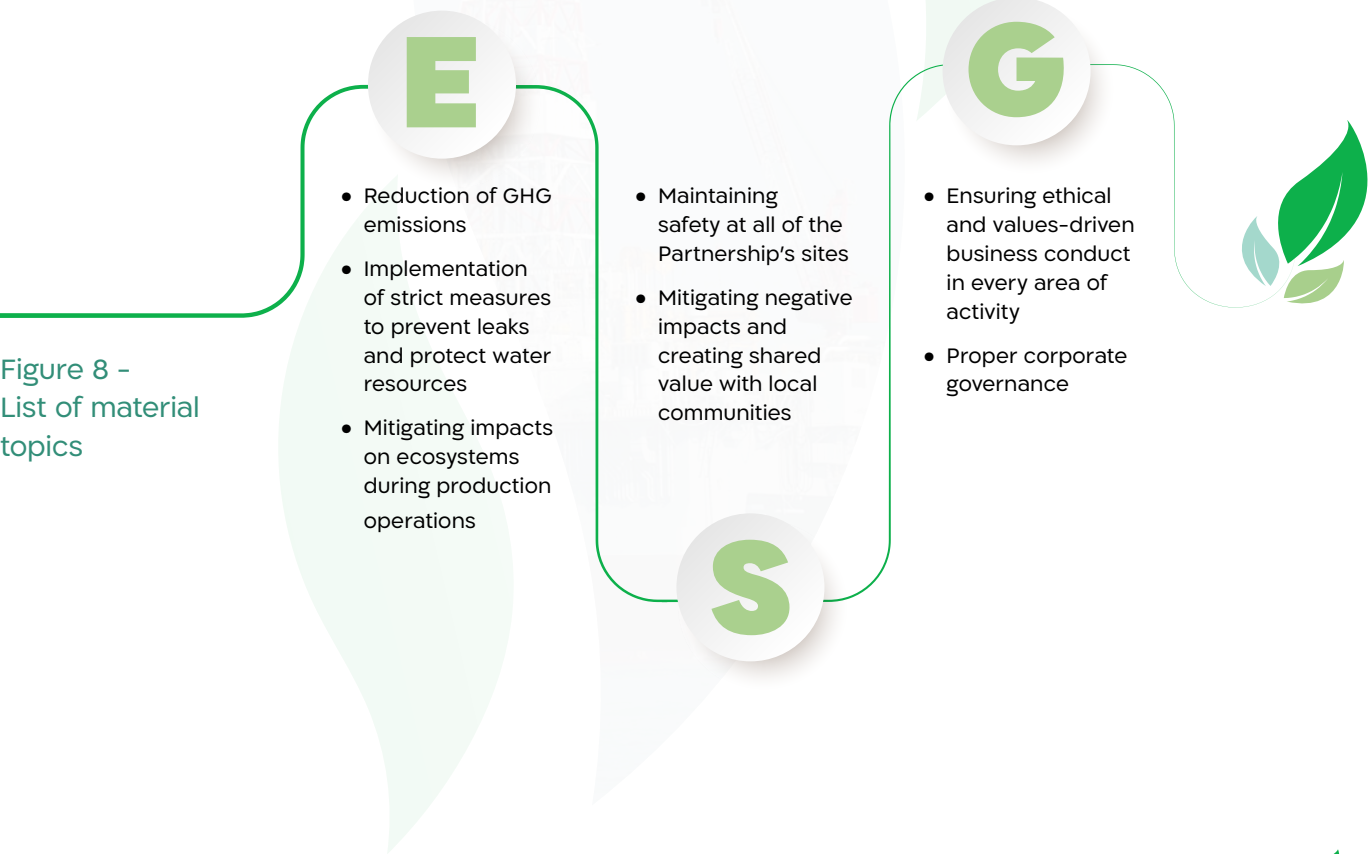 Figure 8 -
List of material
topics
E
● Reduction of GHG
emissions
● Implementation
of strict measures
to prevent leaks
and protect water
resources
● Mitigating impacts
on ecosystems
during production
operations
S
● Maintaining
safety at all of the
Partnership's sites
● Mitigating negative
impacts and
creating shared
value with local
communities
G
● Ensuring ethical
and values-driven
business conduct
in every area of
activity
● Proper corporate
governance